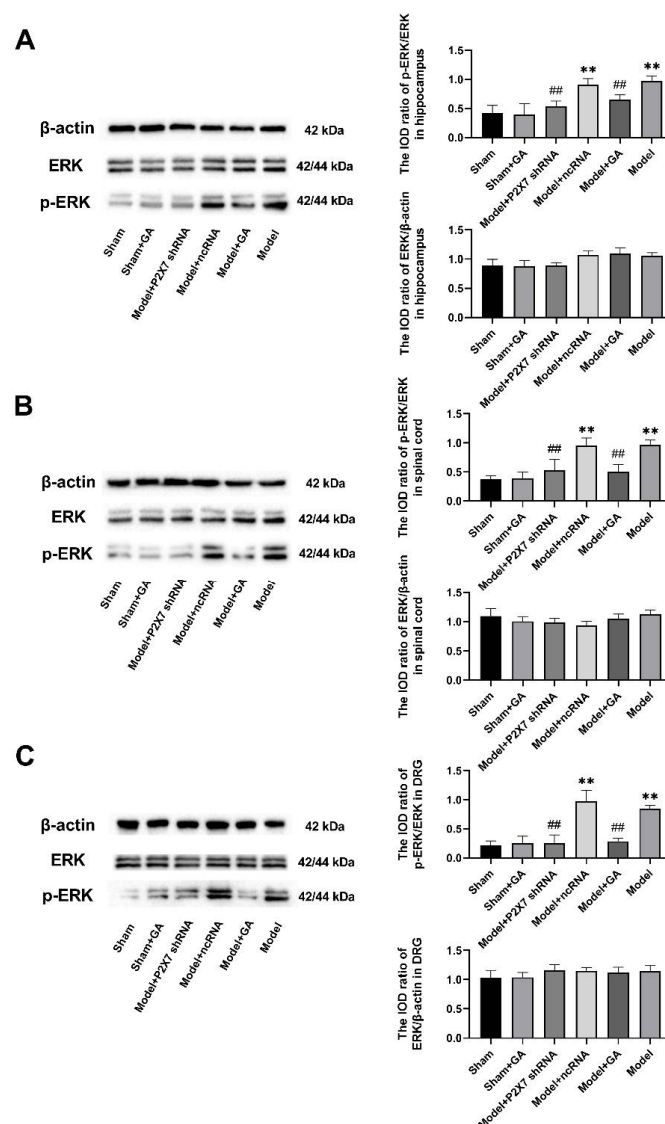 A
β-actin
42 kDa
ERK
42/44 kDa
p-ERK
42/44 kDa
Sham
Sham+GA
Model+P2X7 shRNA
Model+ncRNA
Model+GA
Model
The IOD ratio of p-ERK/ERK
in hippocampus
1.5
1.0
0.5
0.0
##
**
##
**
Sham
Sham+GA
Model+P2X7 shRNA
Model+ncRNA
Model+GA
Model
The IOD ratio of ERK/β-actin
in hippocampus
1.5
1.0
0.5
0.0
Sham
Sham+GA
Model+P2X7 shRNA
Model+ncRNA
Model+GA
Model
B
β-actin
42 kDa
ERK
42/44 kDa
p-ERK
42/44 kDa
Sham
Sham+GA
Model+P2X7 shRNA
Model+ncRNA
Model+GA
Model
The IOD ratio of p-ERK/ERK
in spinal cord
1.5
1.0
0.5
0.0
##
**
##
**
Sham
Sham+GA
Model+P2X7 shRNA
Model+ncRNA
Model+GA
Model
The IOD ratio of ERK/β-actin
in spinal cord
1.5
1.0
0.5
0.0
Sham
Sham+GA
Model+P2X7 shRNA
Model+ncRNA
Model+GA
Model
C
β-actin
42 kDa
ERK
42/44 kDa
p-ERK
42/44 kDa
Sham
Sham+GA
Model+P2X7 shRNA
Model+ncRNA
Model+GA
Model
The IOD ratio of
p-ERK/ERK in DRG
1.5
1.0
0.5
0.0
##
**
##
**
Sham
Sham+GA
Model+P2X7 shRNA
Model+ncRNA
Model+GA
Model
The IOD ratio of
ERK/β-actin in DRG
1.5
1.0
0.5
0.0
Sham
Sham+GA
Model+P2X7 shRNA
Model+ncRNA
Model+GA
Model